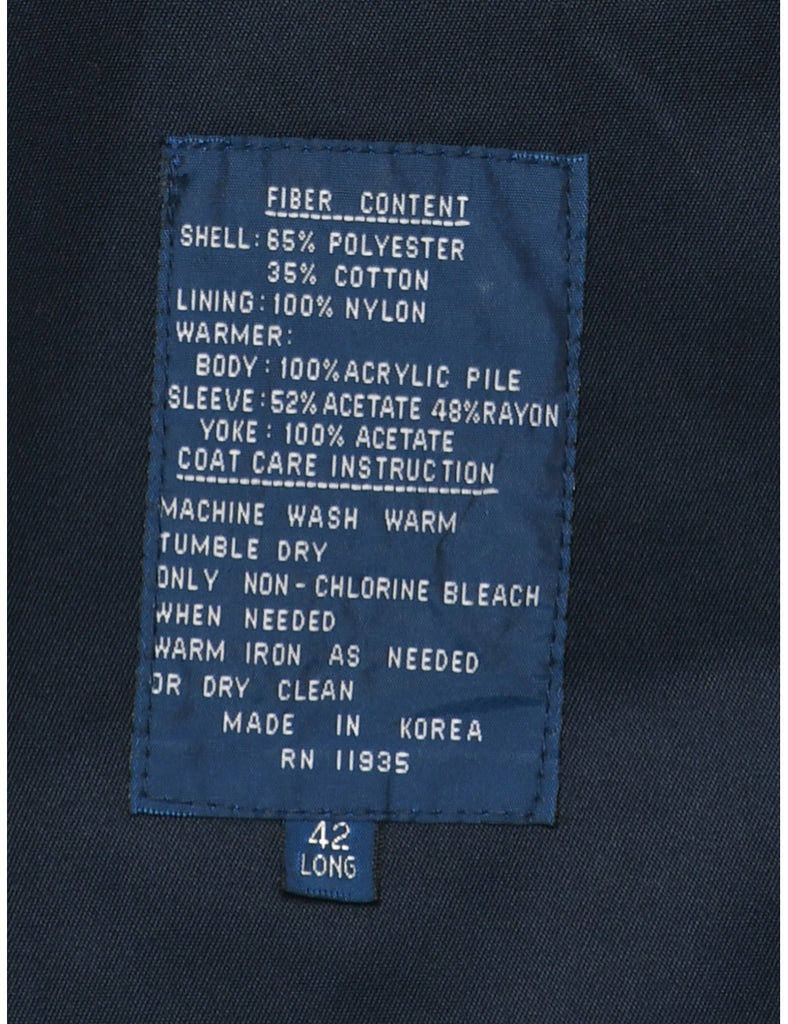 FIBER CONTENT
SHELL: 65% POLYESTER
35% COTTON
LINING: 100% NYLON
WARMER:
BODY: 100% ACRYLIC PILE
SLEEVE: 52% ACETATE 48% RAYON
YOKE: 100% ACETATE
COAT CARE INSTRUCTION
MACHINE WASH WARM
TUMBLE DRY
ONLY NON-CHLORINE BLEACH
WHEN NEEDED
WARM IRON AS NEEDED
OR DRY CLEAN
MADE IN KOREA
RN 11935
42
LONG